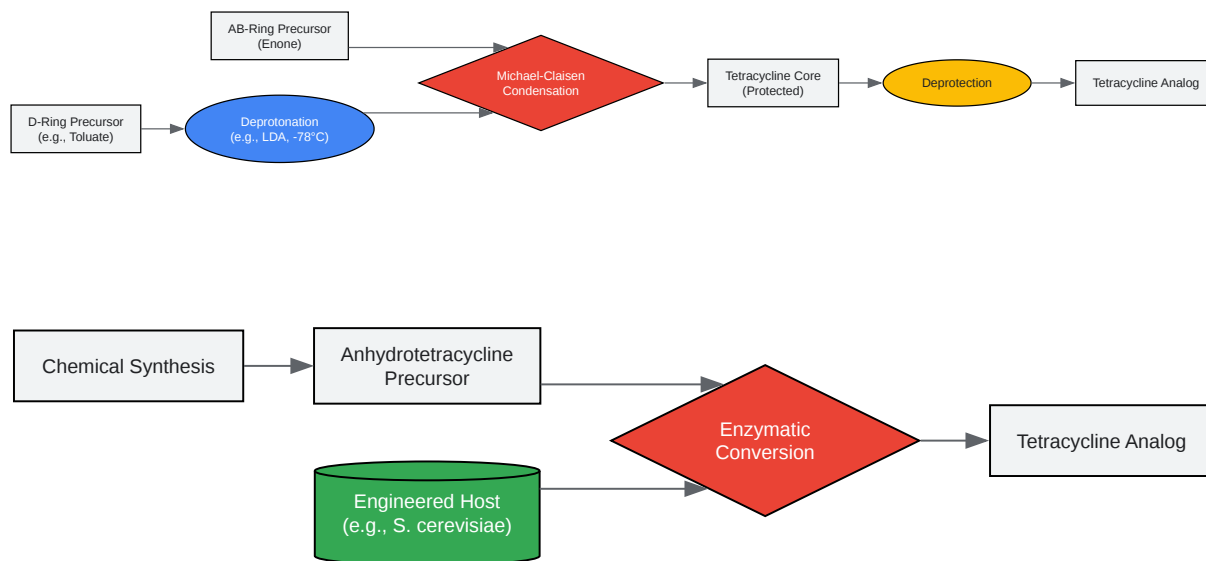 AB-Ring Precursor
(Enone)
Michael-Claisen
Condensation
Tetracycline Core
(Protected)
Deprotection
Tetracycline Analog
D-Ring Precursor
(e.g., Toluate)
Deprotonation
(e.g., LDA, -78°C)
Chemical Synthesis
Anhydrotetracycline
Precursor
Enzymatic
Conversion
Tetracycline Analog
Engineered Host
(e.g., S. cerevisiae)